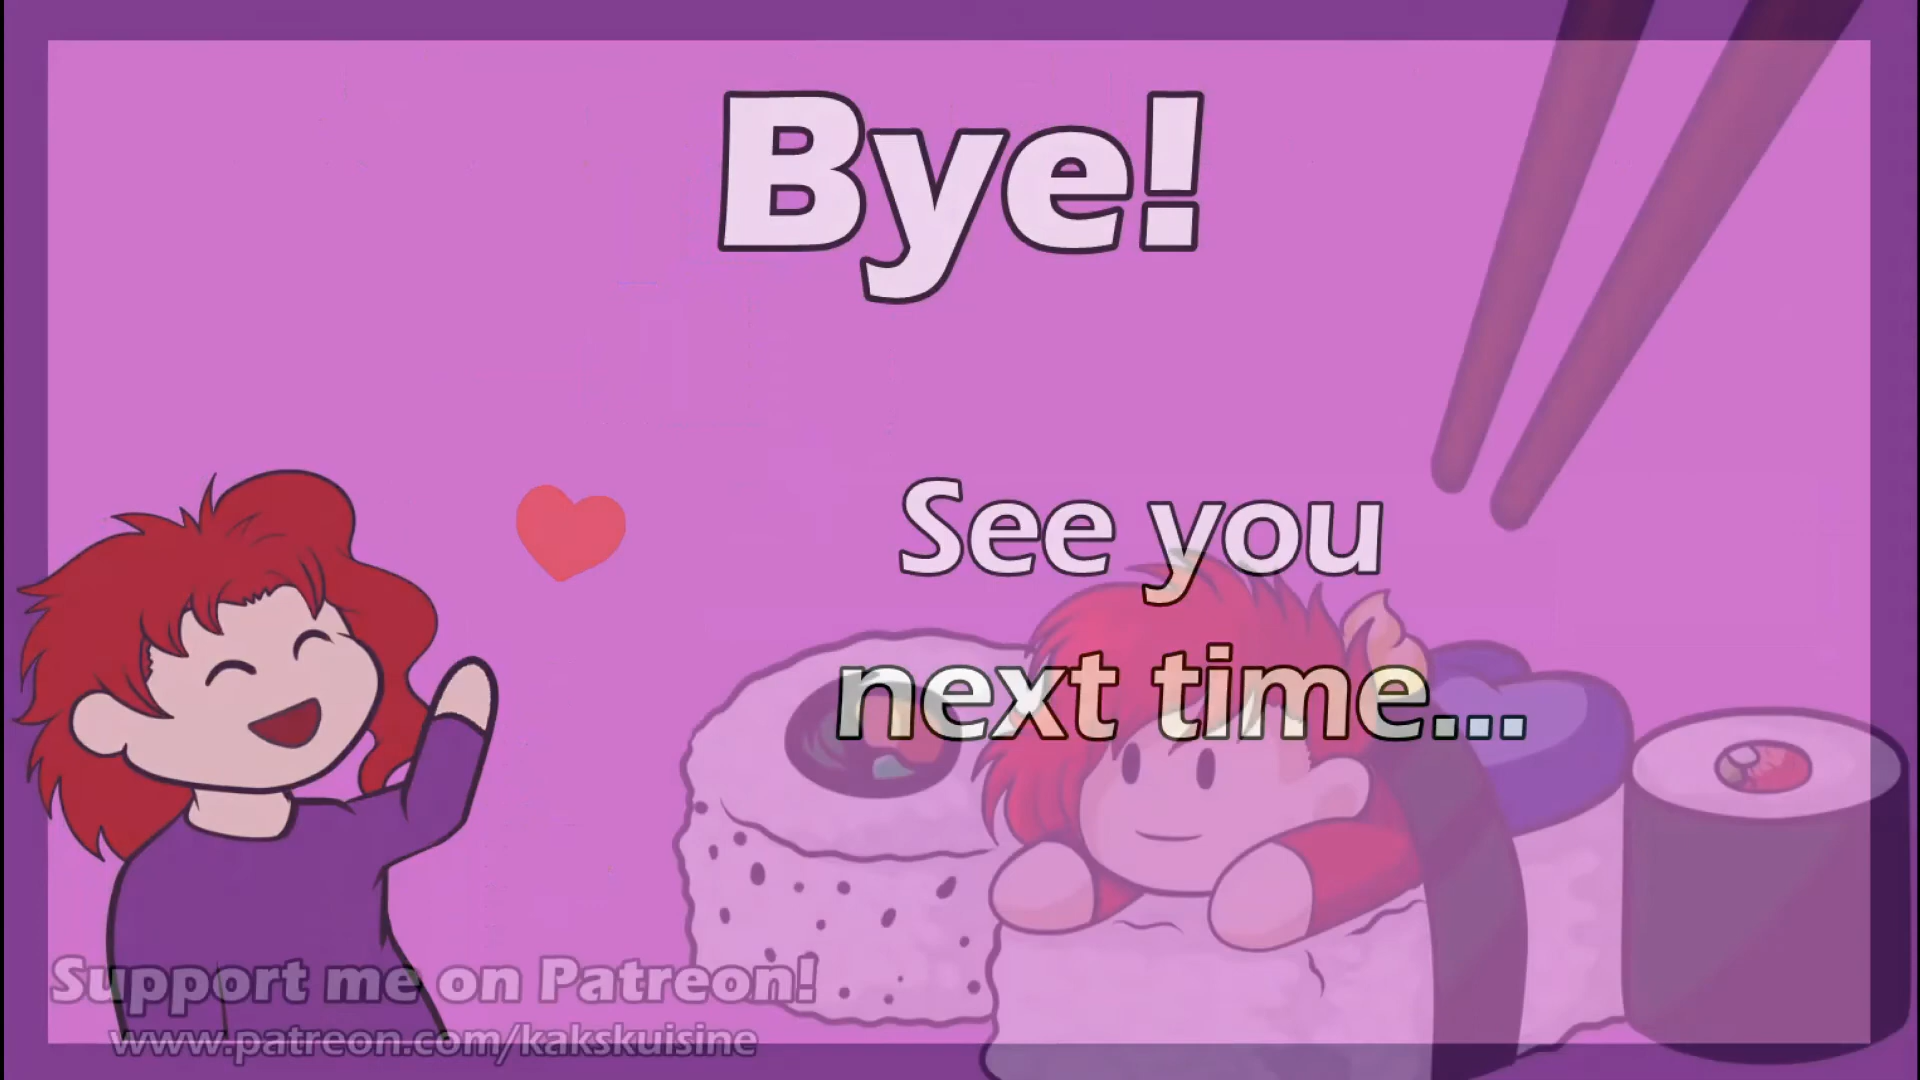 Bye!
See you
next time...
Support me on Patreon!
www.patreon.com/kakskuisine